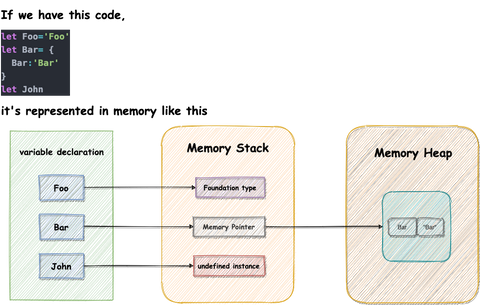 If we have this code,
let Foo='Foo'
let Bar= {
Bar:'Bar'
}
let John
it's represented in memory like this
variable declaration
Memory Stack
Memory Heap
Foo
Foundation type
Bar
Memory Pointer
Bar
"Bar"
John
undefined instance